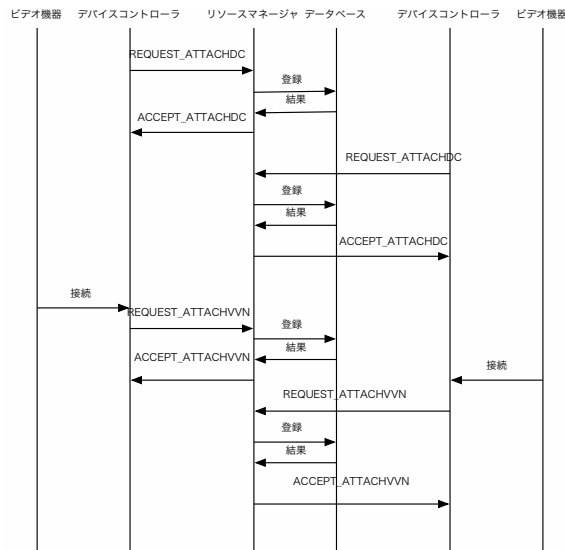 ビデオ機器 デバイスコントローラ リソースマネージャ データベース デバイスコントローラ ビデオ機器
REQUEST_ATTACHDC
登録
結果
ACCEPT_ATTACHDC
REQUEST_ATTACHDC
登録
結果
ACCEPT_ATTACHDC
接続
REQUEST_ATTACHVVN
登録
結果
ACCEPT_ATTACHVVN
接続
REQUEST_ATTACHVVN
登録
結果
ACCEPT_ATTACHVVN